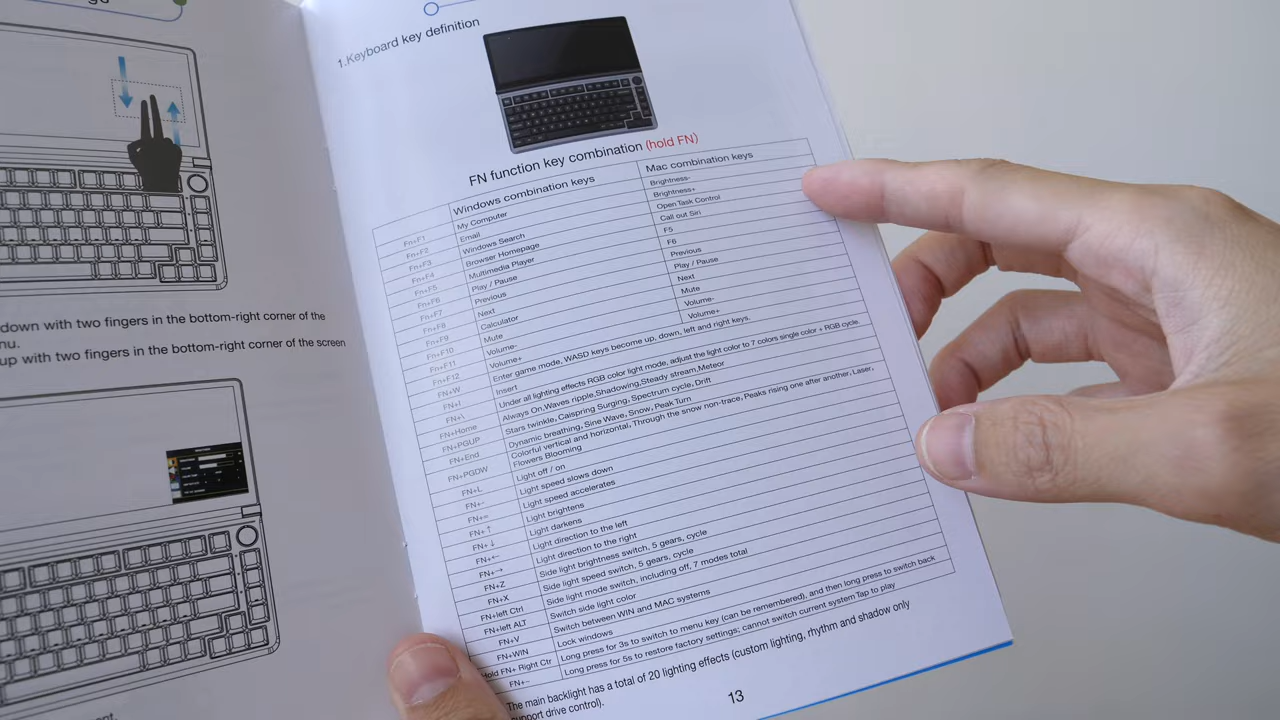 down with two fingers in the bottom-right corner of the
nu.
up with two fingers in the bottom-right corner of the screen
1.Keyboard key definition
FN function key combination (hold FN)
Windows combination keys Mac combination keys
Fn+F1 My Computer Brightness-
Fn+F2 Email Brightness+
Fn+F3 Windows Search Open Task Control
Fn+F4 Browser Homepage Call out Siri
Fn+F5 Multimedia Player F5
Fn+F6 Play / Pause F6
Fn+F7 Previous Previous
Fn+F8 Next Play / Pause
Fn+F9 Calculator Next
Fn+F10 Mute Mute
Fn+F11 Volume- Volume-
Fn+F12 Volume+ Volume+
FN+W Enter game mode, WASD keys become up, down, left and right keys.
FN+I Insert
FN+\ Under all lighting effects RGB color light mode, adjust the light color to 7 colors single color + RGB cycle.
FN+Home Always On,Waves ripple,Shadowing,Steady stream,Meteor
FN+PGUP Stars twinkle, Caispring Surging, Spectrum cycle, Drift
FN+End Dynamic breathing, Sine Wave, Snow, Peak Turn
FN+PGDW Colorful vertical and horizontal, Through the snow non-trace, Peaks rising one after another, Laser,
Flowers Blooming
FN+L Light off / on
FN+- Light speed slows down
FN+= Light speed accelerates
FN+↑ Light brightens
FN+↓ Light darkens
FN+← Light direction to the left
FN+→ Light direction to the right
FN+Z Side light brightness switch, 5 gears, cycle
FN+X Side light speed switch, 5 gears, cycle
FN+left Ctrl Side light mode switch, including off, 7 modes total
FN+left ALT Switch side light color
FN+V Switch between WIN and MAC systems
FN+WIN Lock windows
Hold FN+ Right Ctr Long press for 3s to switch to menu key (can be remembered), and then long press to switch back
FN+← Long press for 5s to restore factory settings; cannot switch current system Tap to play
The main backlight has a total of 20 lighting effects (custom lighting, rhythm and shadow only
support drive control).
13